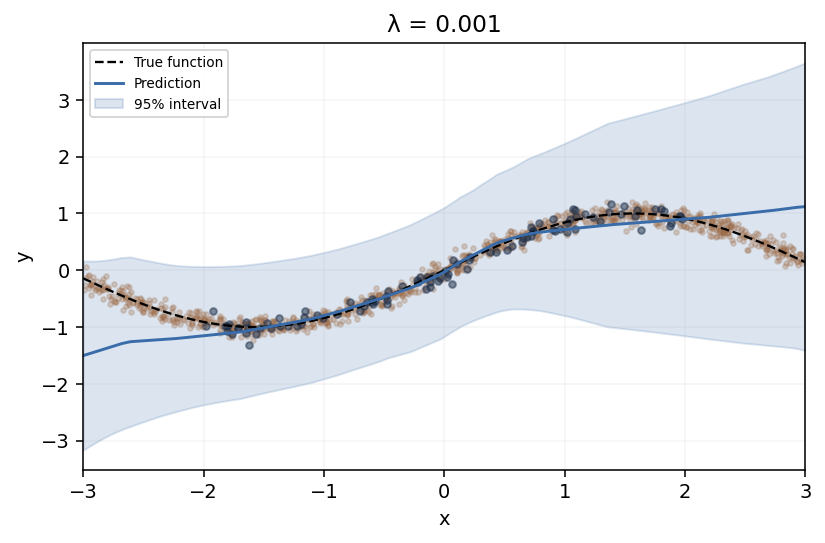 λ = 0.001
True function
Prediction
95% interval
y
3
2
1
0
−1
−2
−3
−3 −2 −1 0 1 2 3
x